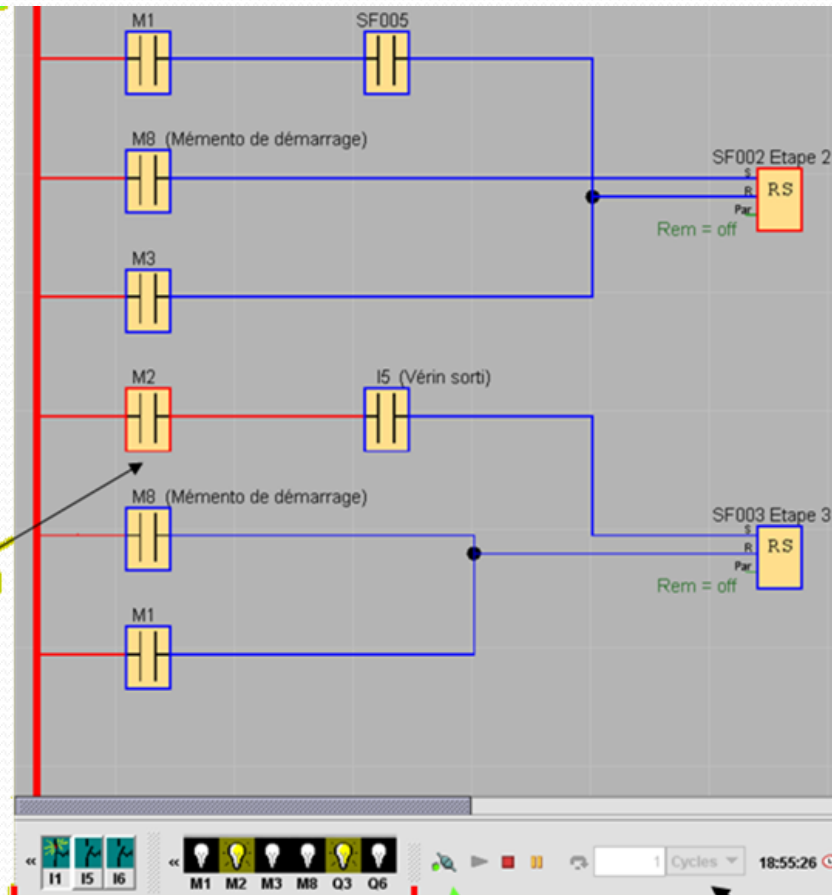 M1 SF005
M8 (Mémento de démarrage)
SF002 Etape 2
S
RS
R
Par
Rem = off
M3
M2 I5 (Vérin sorti)
M8 (Mémento de démarrage)
SF003 Etape 3
S
RS
R
Par
Rem = off
M1
« I1 I5 I6 « M1 M2 M3 M8 Q3 Q6 1 Cycles 18:55:26